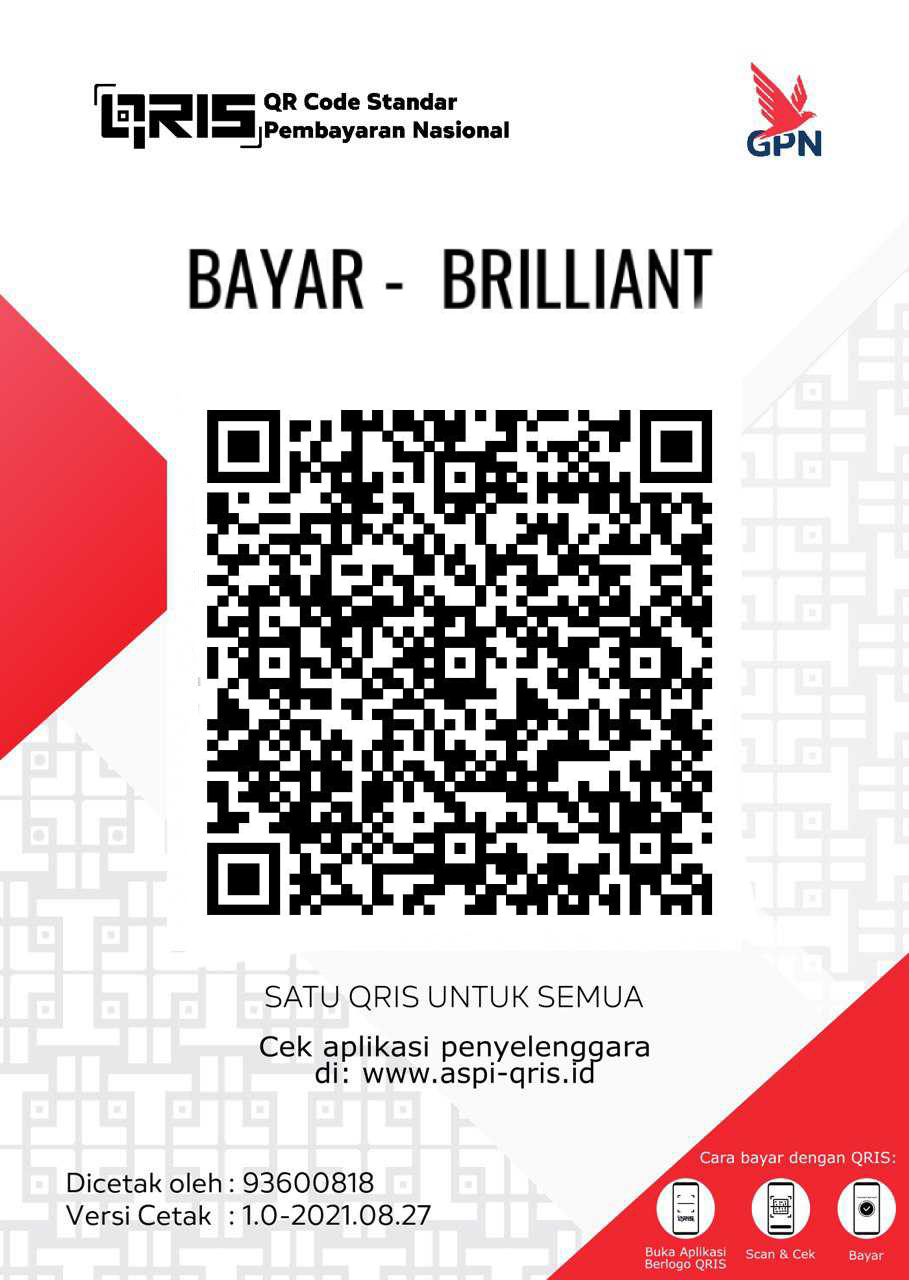 QRIS QR Code Standar
Pembayaran Nasional
GPN
BAYAR - BRILLIANT
SATU QRIS UNTUK SEMUA
Cek aplikasi penyelenggara
di: www.aspi-qris.id
Dicetak oleh : 93600818
Versi Cetak : 1.0-2021.08.27
Cara bayar dengan QRIS:
Buka Aplikasi
Berlogo QRIS
Scan & Cek
Bayar